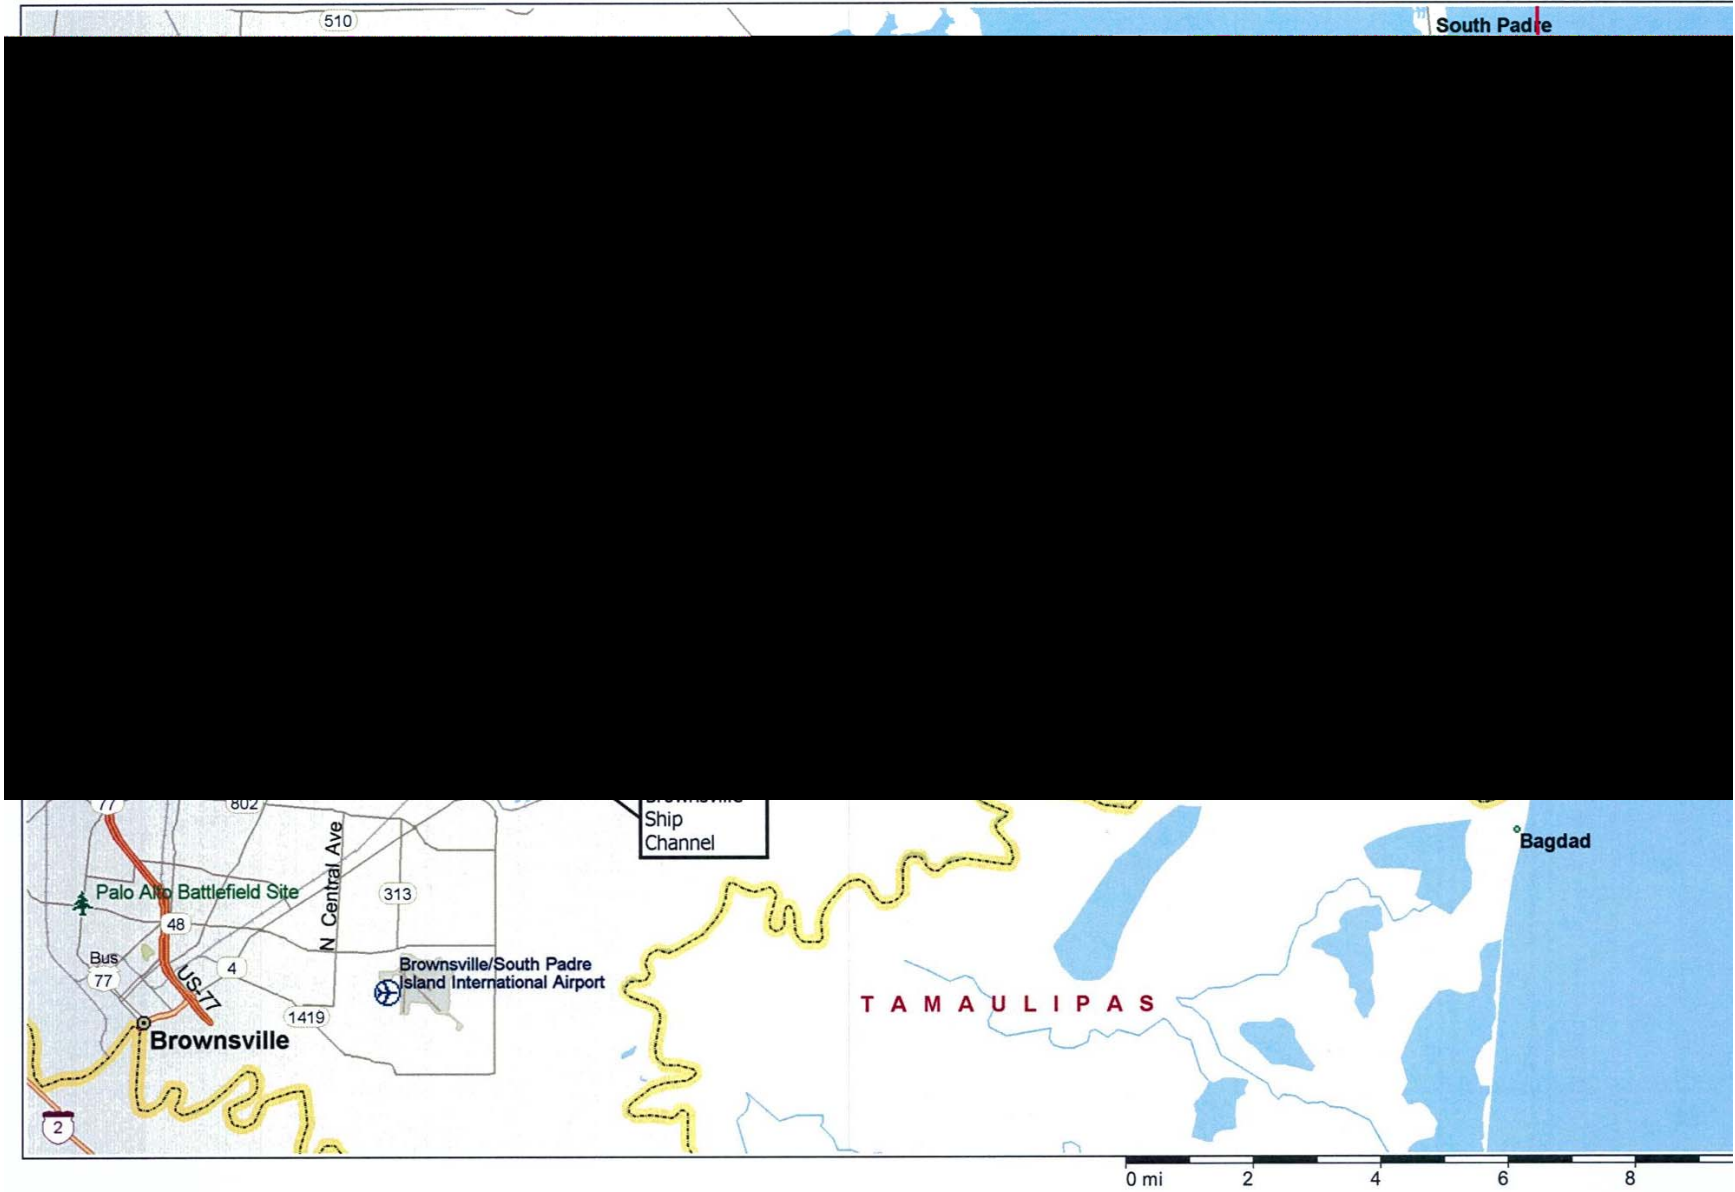 510
South Padre
77
802
Ship
Channel
Bagdad
N Central Ave
Palo Alto Battlefield Site
313
48
Bus
77
4
US-77
Brownsville/South Padre
Island International Airport
TAMAULIPAS
1419
Brownsville
2
0 mi 2 4 6 8